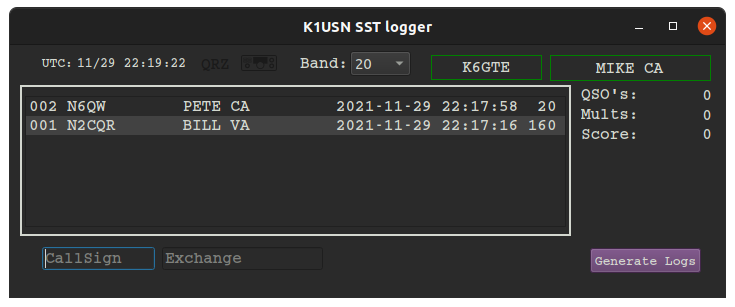 K1USN SST logger
UTC: 11/29 22:19:22 QRZ Band: 20 K6GTE MIKE CA
002 N6QW PETE CA 2021-11-29 22:17:58 20
001 N2CQR BILL VA 2021-11-29 22:17:16 160
QSO's: 0
Mults: 0
Score: 0
CallSign Exchange Generate Logs